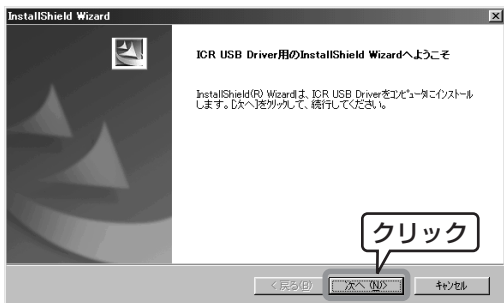 InstallShield Wizard
ICR USB Driver用のInstallShield Wizardへようこそ
InstallShield(R) Wizardは、ICR USB Driverをコンピュータにインストール
します。[次へ]をクリックして、続行してください。
クリック
< 戻る(B)
次へ(N)>
キャンセル